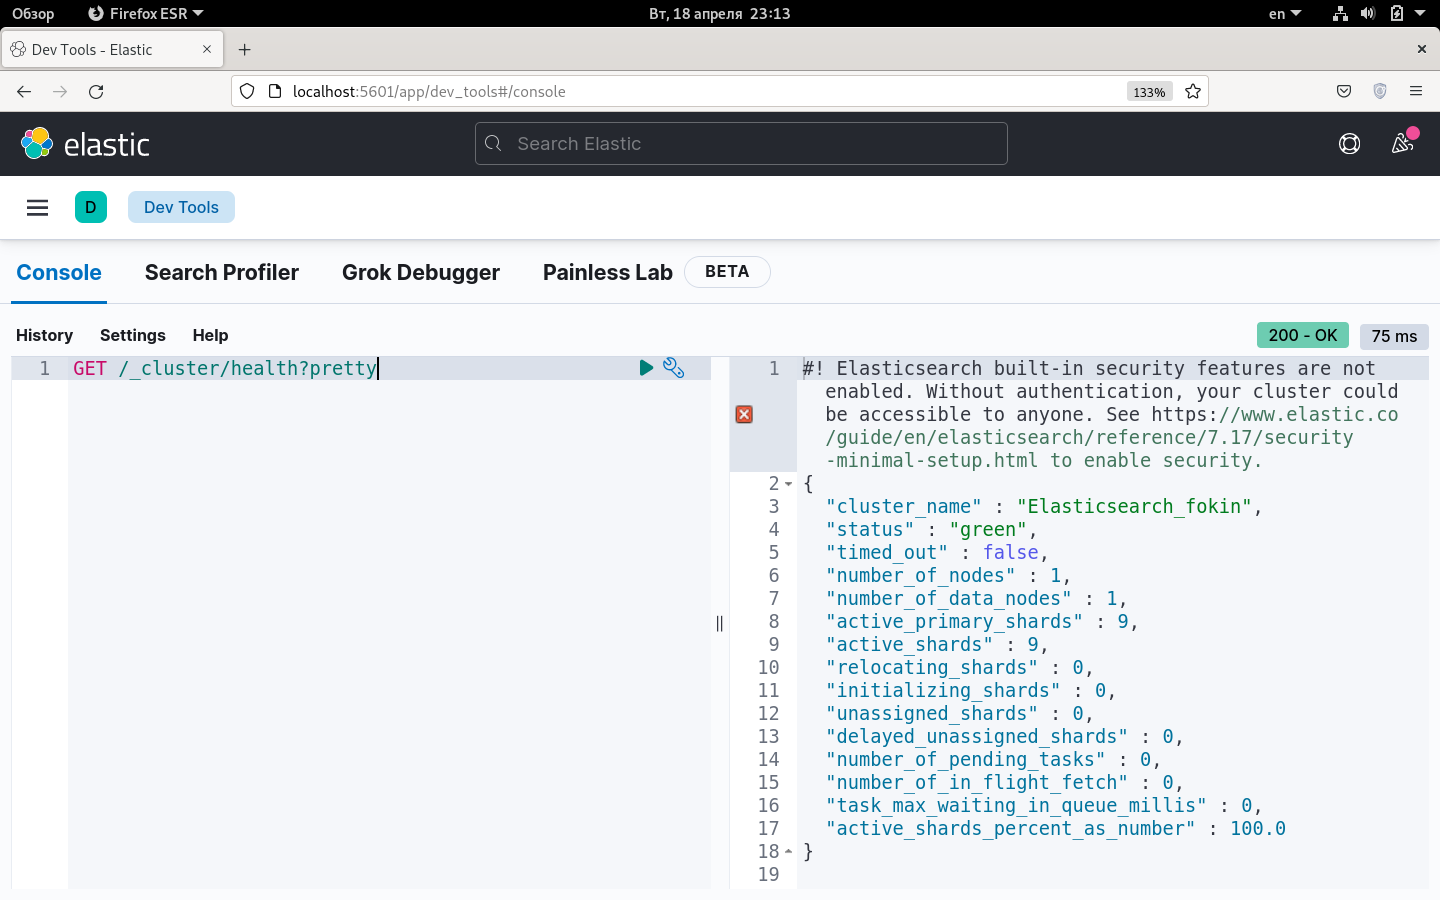 Обзор Firefox ESR Вт, 18 апреля 23:13 en
Dev Tools - Elastic
localhost:5601/app/dev_tools#/console 133%
elastic Search Elastic
D Dev Tools
Console Search Profiler Grok Debugger Painless Lab BETA
History Settings Help 200 - OK 75 ms
1 GET /_cluster/health?pretty
1 #! Elasticsearch built-in security features are not
enabled. Without authentication, your cluster could
be accessible to anyone. See https://www.elastic.co
/guide/en/elasticsearch/reference/7.17/security
-minimal-setup.html to enable security.
2 {
3 "cluster_name" : "Elasticsearch_fokin",
4 "status" : "green",
5 "timed_out" : false,
6 "number_of_nodes" : 1,
7 "number_of_data_nodes" : 1,
8 "active_primary_shards" : 9,
9 "active_shards" : 9,
10 "relocating_shards" : 0,
11 "initializing_shards" : 0,
12 "unassigned_shards" : 0,
13 "delayed_unassigned_shards" : 0,
14 "number_of_pending_tasks" : 0,
15 "number_of_in_flight_fetch" : 0,
16 "task_max_waiting_in_queue_millis" : 0,
17 "active_shards_percent_as_number" : 100.0
18 }
19